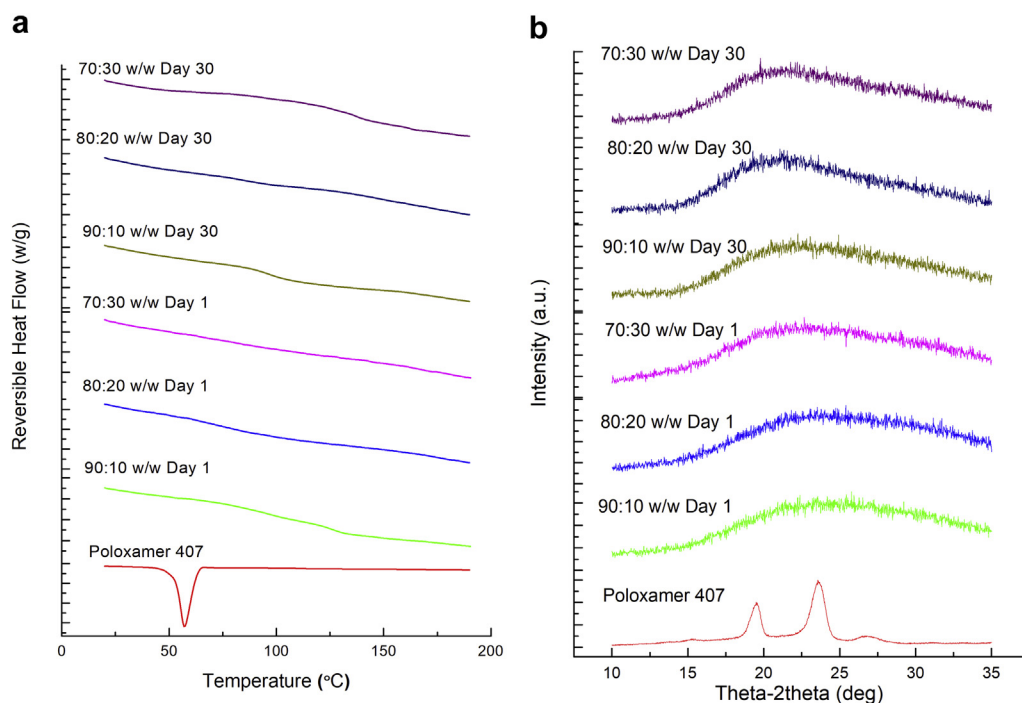 a
70:30 w/w Day 30
80:20 w/w Day 30
90:10 w/w Day 30
70:30 w/w Day 1
80:20 w/w Day 1
90:10 w/w Day 1
Poloxamer 407
Reversible Heat Flow (w/g)
0
50
100
150
200
Temperature (°C)
b
70:30 w/w Day 30
80:20 w/w Day 30
90:10 w/w Day 30
70:30 w/w Day 1
80:20 w/w Day 1
90:10 w/w Day 1
Poloxamer 407
Intensity (a.u.)
10
15
20
25
30
35
Theta-2theta (deg)